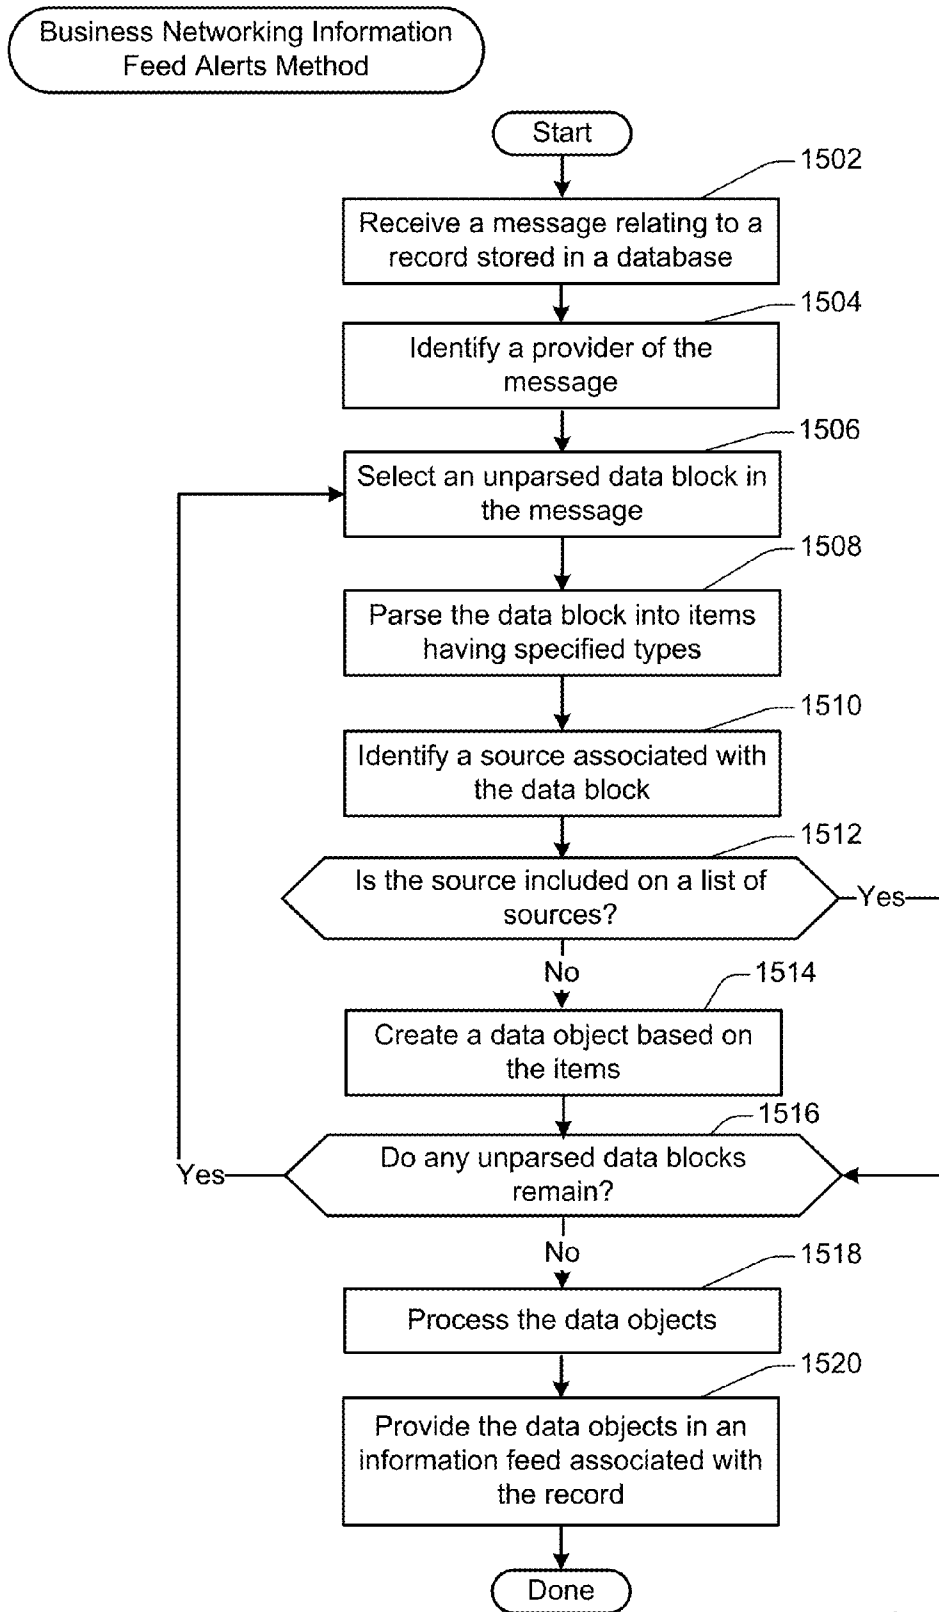 Business Networking Information
Feed Alerts Method
Start
1502
Receive a message relating to a
record stored in a database
1504
Identify a provider of the
message
1506
Select an unparsed data block in
the message
1508
Parse the data block into items
having specified types
1510
Identify a source associated with
the data block
1512
Is the source included on a list of
sources?
Yes
No
1514
Create a data object based on
the items
1516
Do any unparsed data blocks
remain?
Yes
No
1518
Process the data objects
1520
Provide the data objects in an
information feed associated with
the record
Done